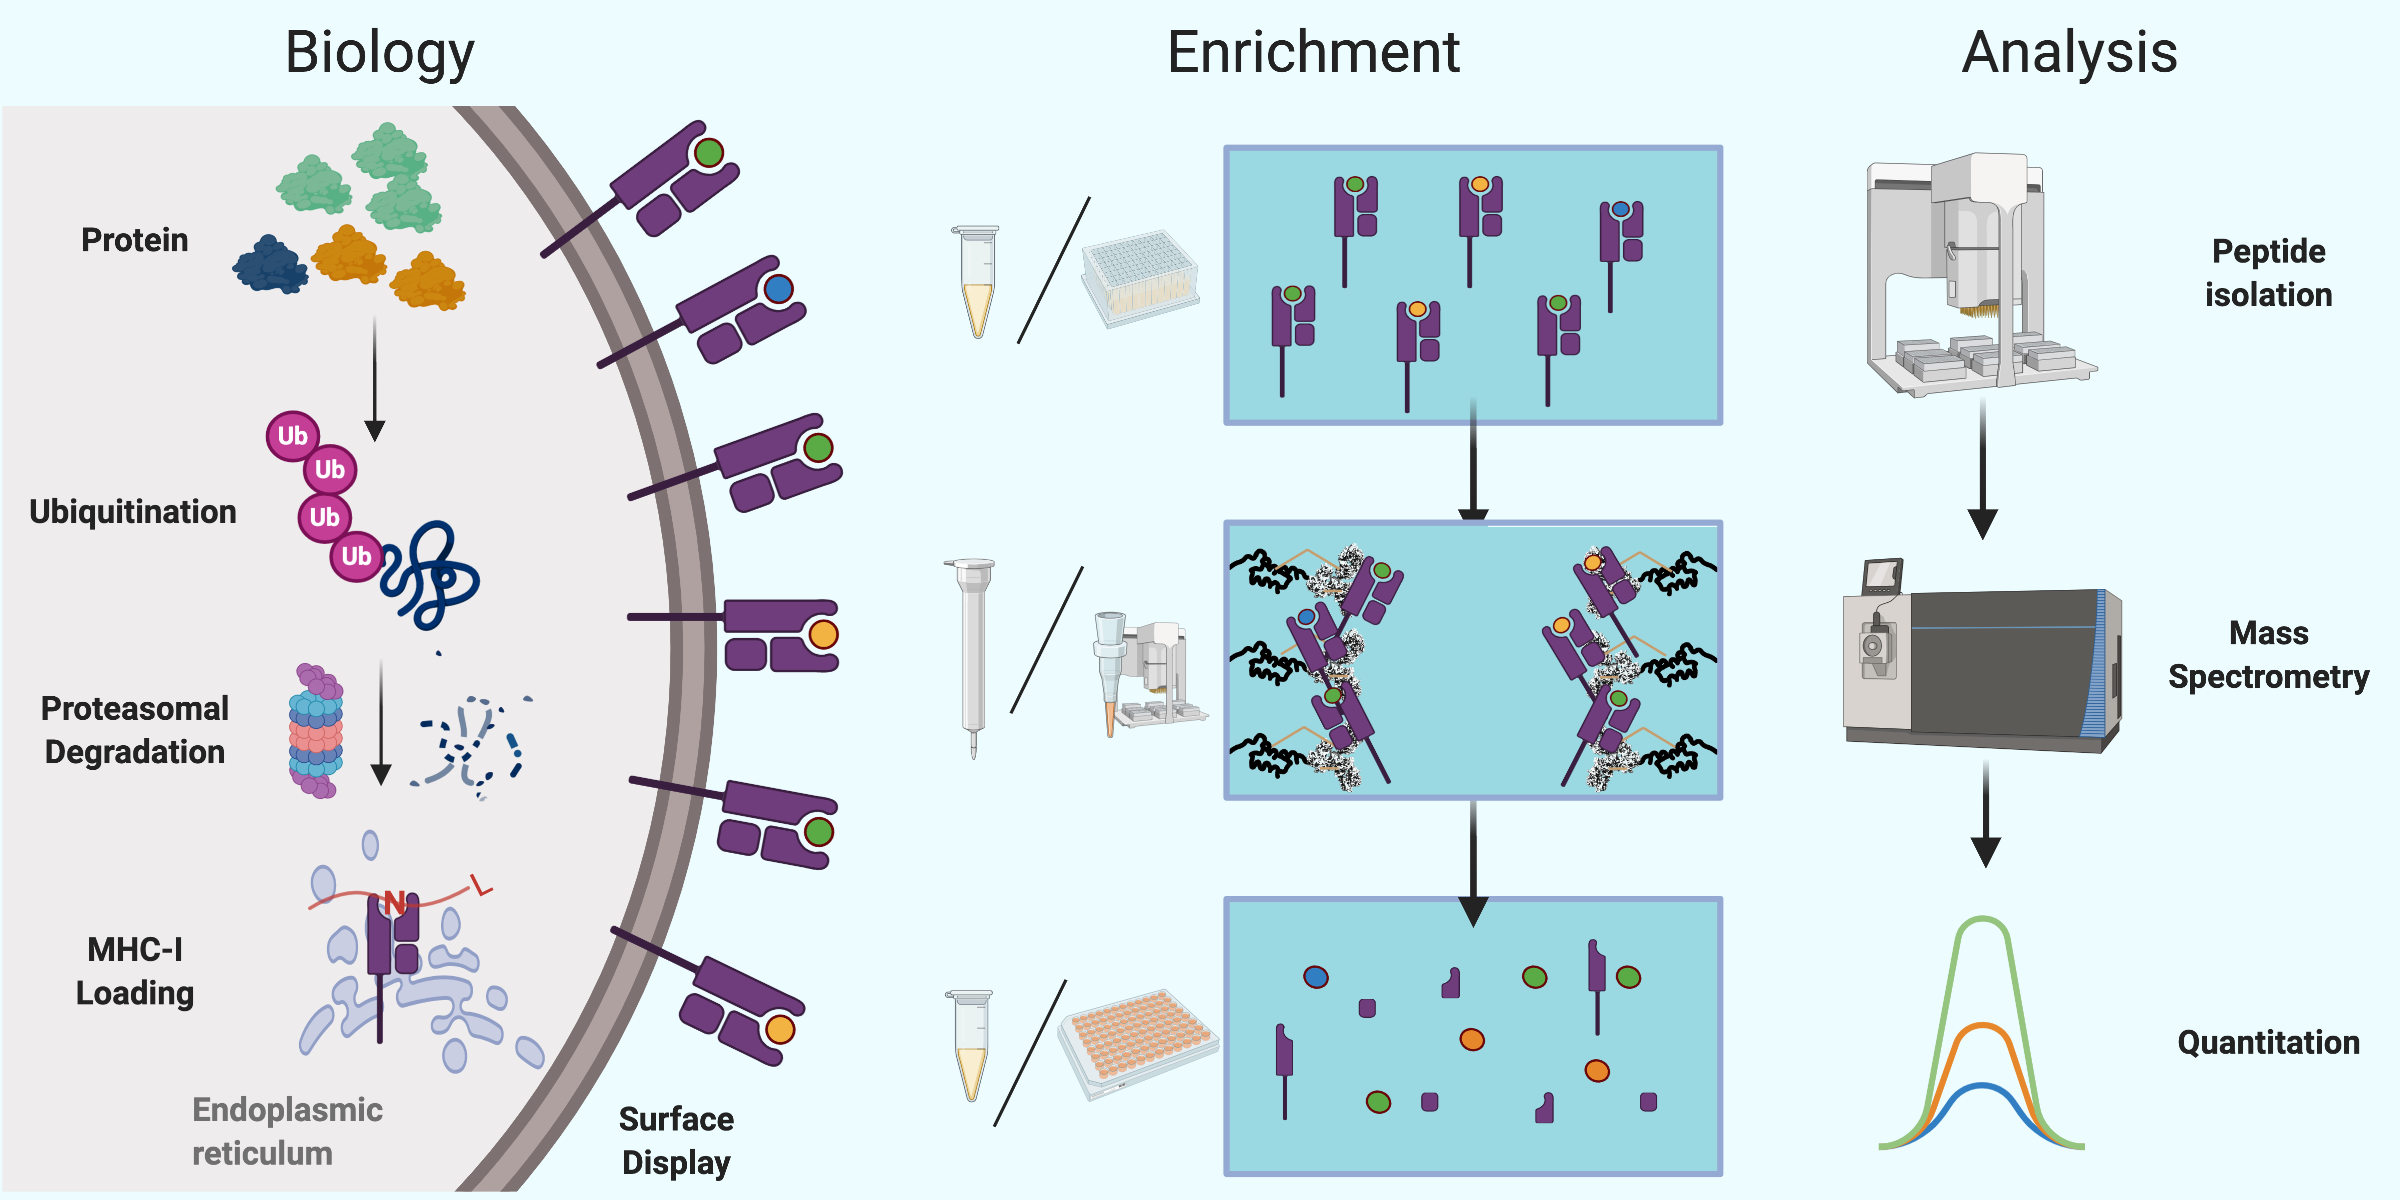 Biology
Enrichment
Analysis
Protein
Ub
Ub
Ub
Ub
Ubiquitination
Proteasomal
Degradation
N
L
MHC-I
Loading
Endoplasmic
reticulum
Surface
Display
Peptide
isolation
Mass
Spectrometry
Quantitation